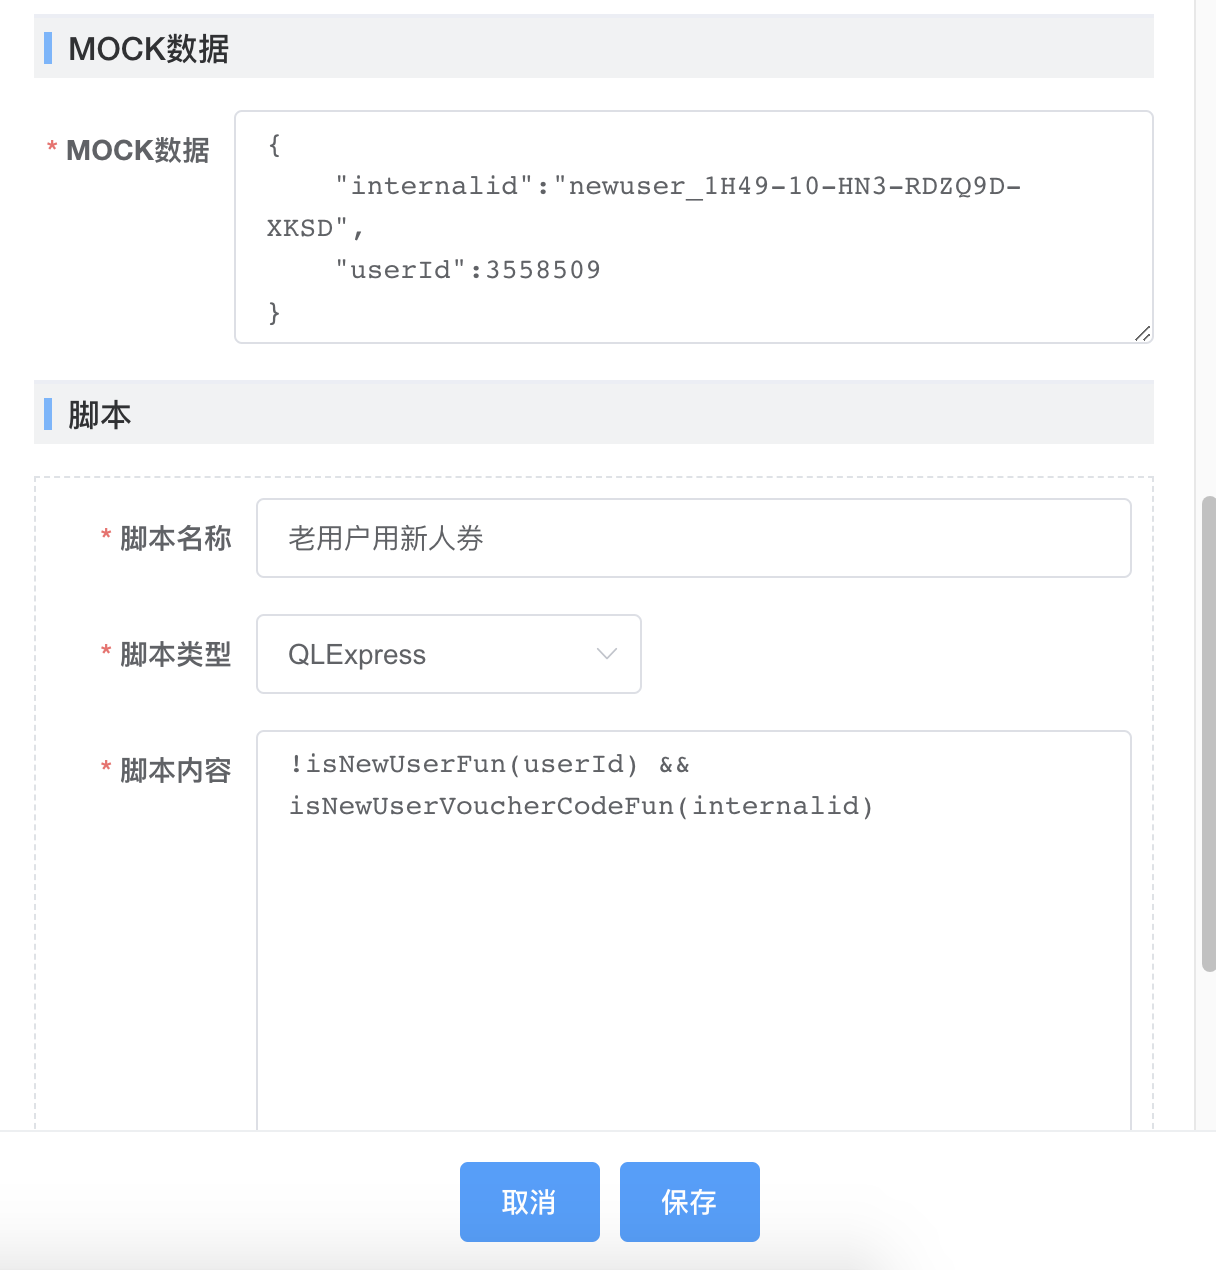 MOCK数据
* MOCK数据
{
"internalid":"newuser_1H49-10-HN3-RDZQ9D-
XKSD",
"userId":3558509
}
脚本
* 脚本名称 老用户用新人券
* 脚本类型 QLExpress
* 脚本内容 !isNewUserFun(userId) &&
isNewUserVoucherCodeFun(internalid)
取消 保存